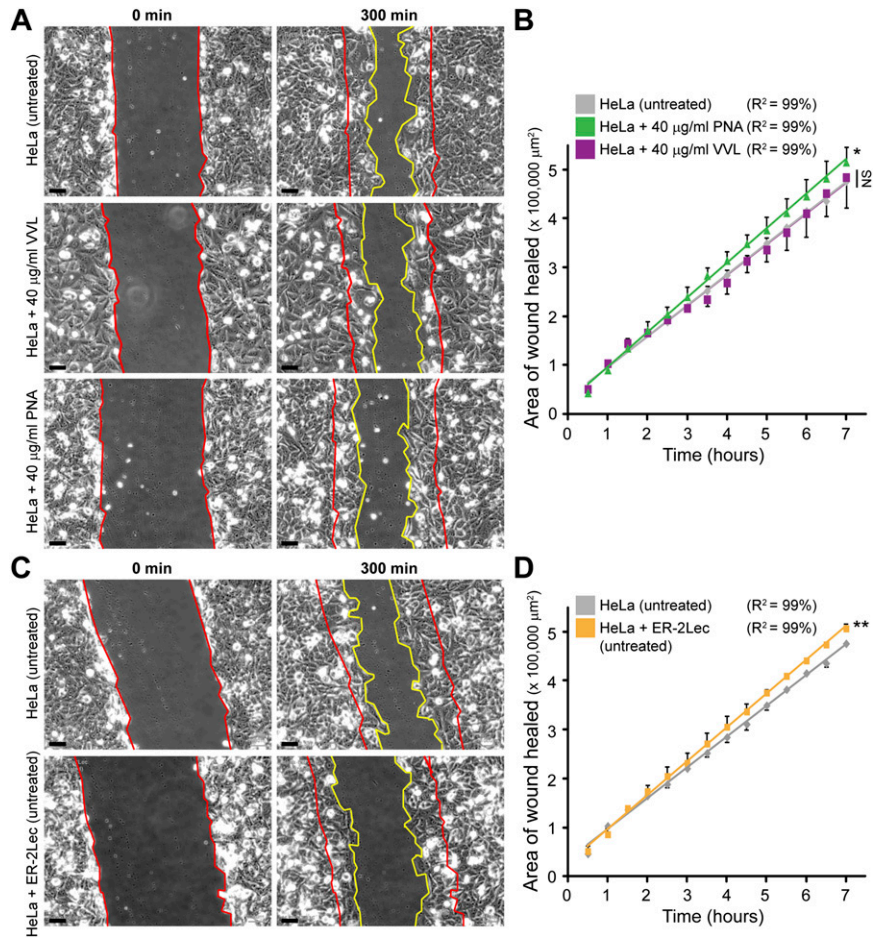 A
0 min
300 min
HeLa (untreated)
HeLa + 40 μg/ml VVL
HeLa + 40 μg/ml PNA
B
HeLa (untreated) (R² = 99%)
HeLa + 40 μg/ml PNA (R² = 99%)
HeLa + 40 μg/ml VVL (R² = 99%)
*
NS
Area of wound healed (x 100,000 μm²)
5
4
3
2
1
0
0 1 2 3 4 5 6 7
Time (hours)
C
0 min
300 min
HeLa (untreated)
HeLa + ER-2Lec (untreated)
D
HeLa (untreated) (R² = 99%)
HeLa + ER-2Lec (R² = 99%)
(untreated)
**
Area of wound healed (x 100,000 μm²)
5
4
3
2
1
0
0 1 2 3 4 5 6 7
Time (hours)